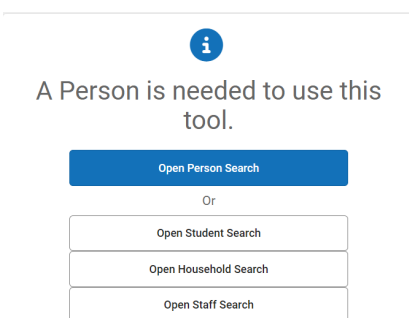 A Person is needed to use this
tool.
Open Person Search
Or
Open Student Search
Open Household Search
Open Staff Search